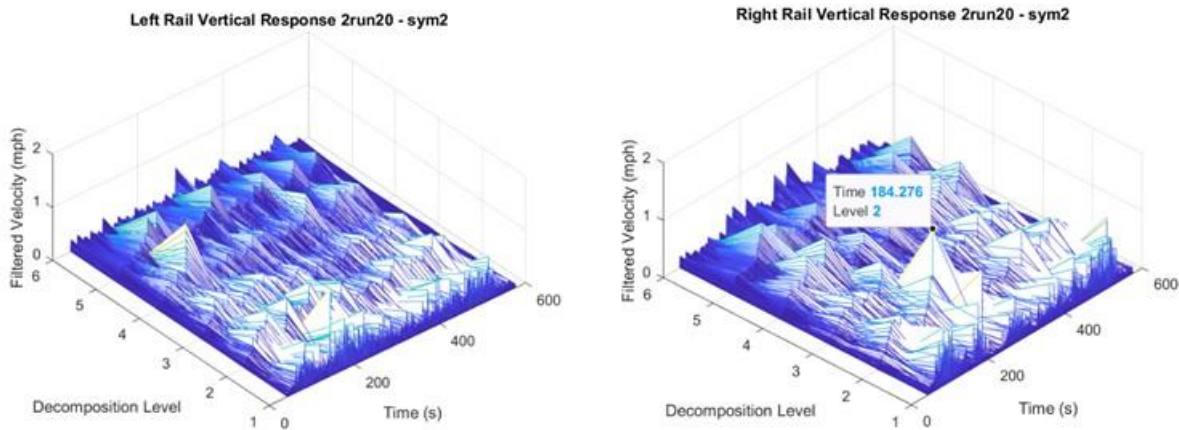 Left Rail Vertical Response 2run20 - sym2
Filtered Velocity (mph)
2
1
0
6
5
4
3
2
1
Decomposition Level
0
200
400
600
Time (s)
Right Rail Vertical Response 2run20 - sym2
Filtered Velocity (mph)
2
1
0
6
5
4
3
2
1
Decomposition Level
0
200
400
600
Time (s)
Time 184.276
Level 2